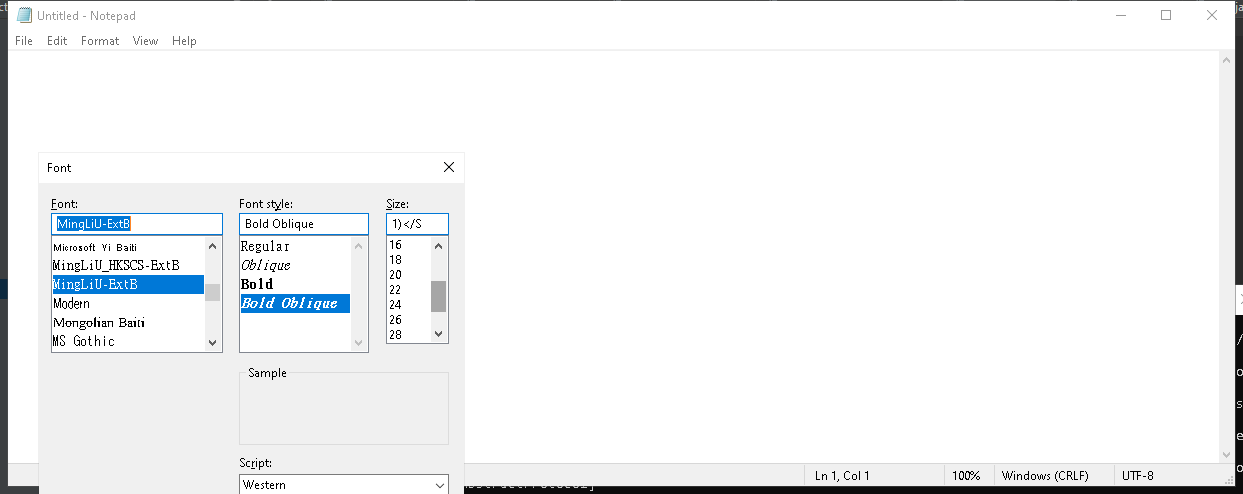 Untitled - Notepad
File Edit Format View Help
Font
Font: Font style: Size:
MingLiU-ExtB Bold Oblique 1)</S
Microsoft Yi Baiti Regular 16
MingLiU_HKSCS-ExtB Oblique 18
MingLiU-ExtB Bold 20
Modern Bold Oblique 22
Mongolian Baiti 24
MS Gothic 26
28
Sample
Script:
Western
Ln 1, Col 1 100% Windows (CRLF) UTF-8